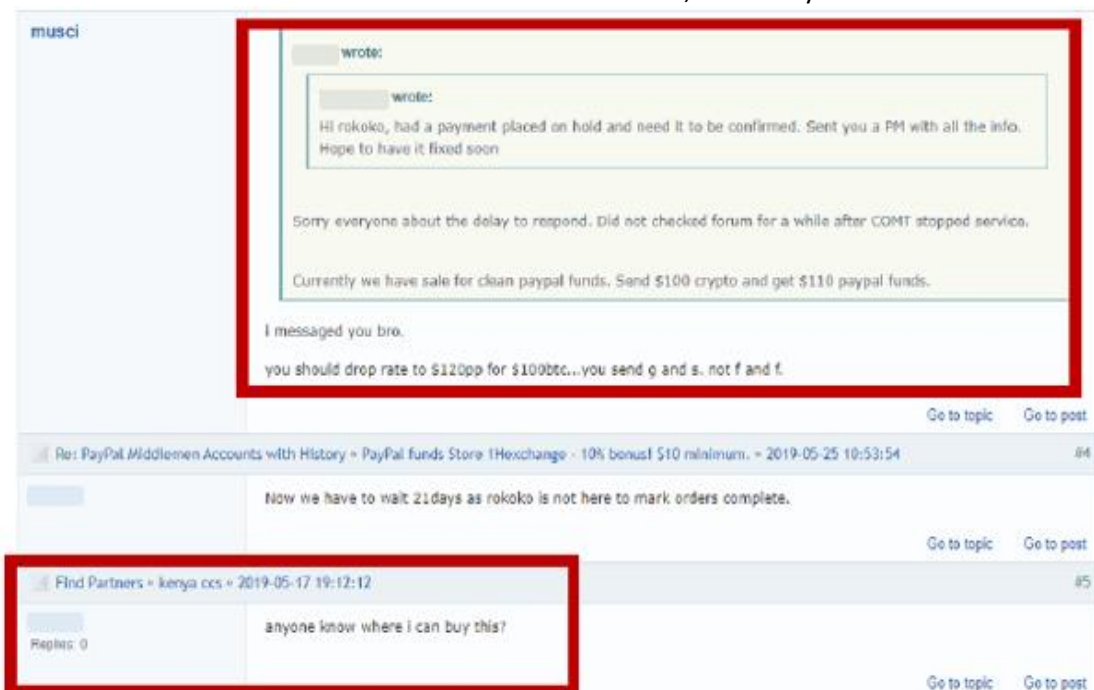 musci
wrote:
wrote:
Hi rokoko, had a payment placed on hold and need it to be confirmed. Sent you a PM with all the info.
Hope to have it fixed soon
Sorry everyone about the delay to respond. Did not checked forum for a while after COMT stopped service.
Currently we have sale for clean paypal funds. Send $100 crypto and get $110 paypal funds.
I messaged you bro.
you should drop rate to $120pp for $100btc...you send g and s. not f and f.
Go to topic Go to post
Re: PayPal Middlemen Accounts with History » PayPal funds Store 1Hexchange - 10% bonus! $10 minimum. » 2019-05-25 10:53:54 #4
Now we have to wait 21days as rokoko is not here to mark orders complete.
Go to topic Go to post
Find Partners » kenya ccs » 2019-05-17 19:12:12 #5
anyone know where i can buy this?
Replies: 0
Go to topic Go to post